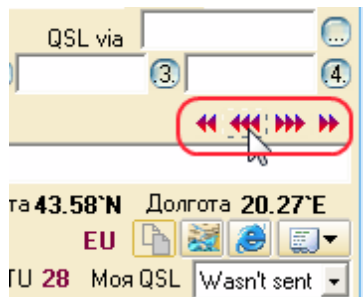 QSL via ...
.3. .4.
та 43.58`N Долгота 20.27`E
EU
TU 28 Моя QSL Wasn't sent